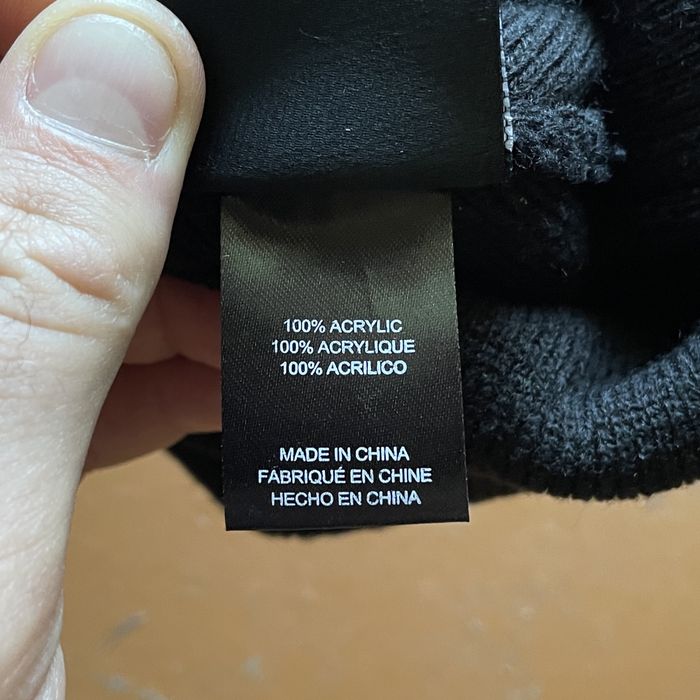 100% ACRYLIC
100% ACRYLIQUE
100% ACRILICO
MADE IN CHINA
FABRIQUÉ EN CHINE
HECHO EN CHINA